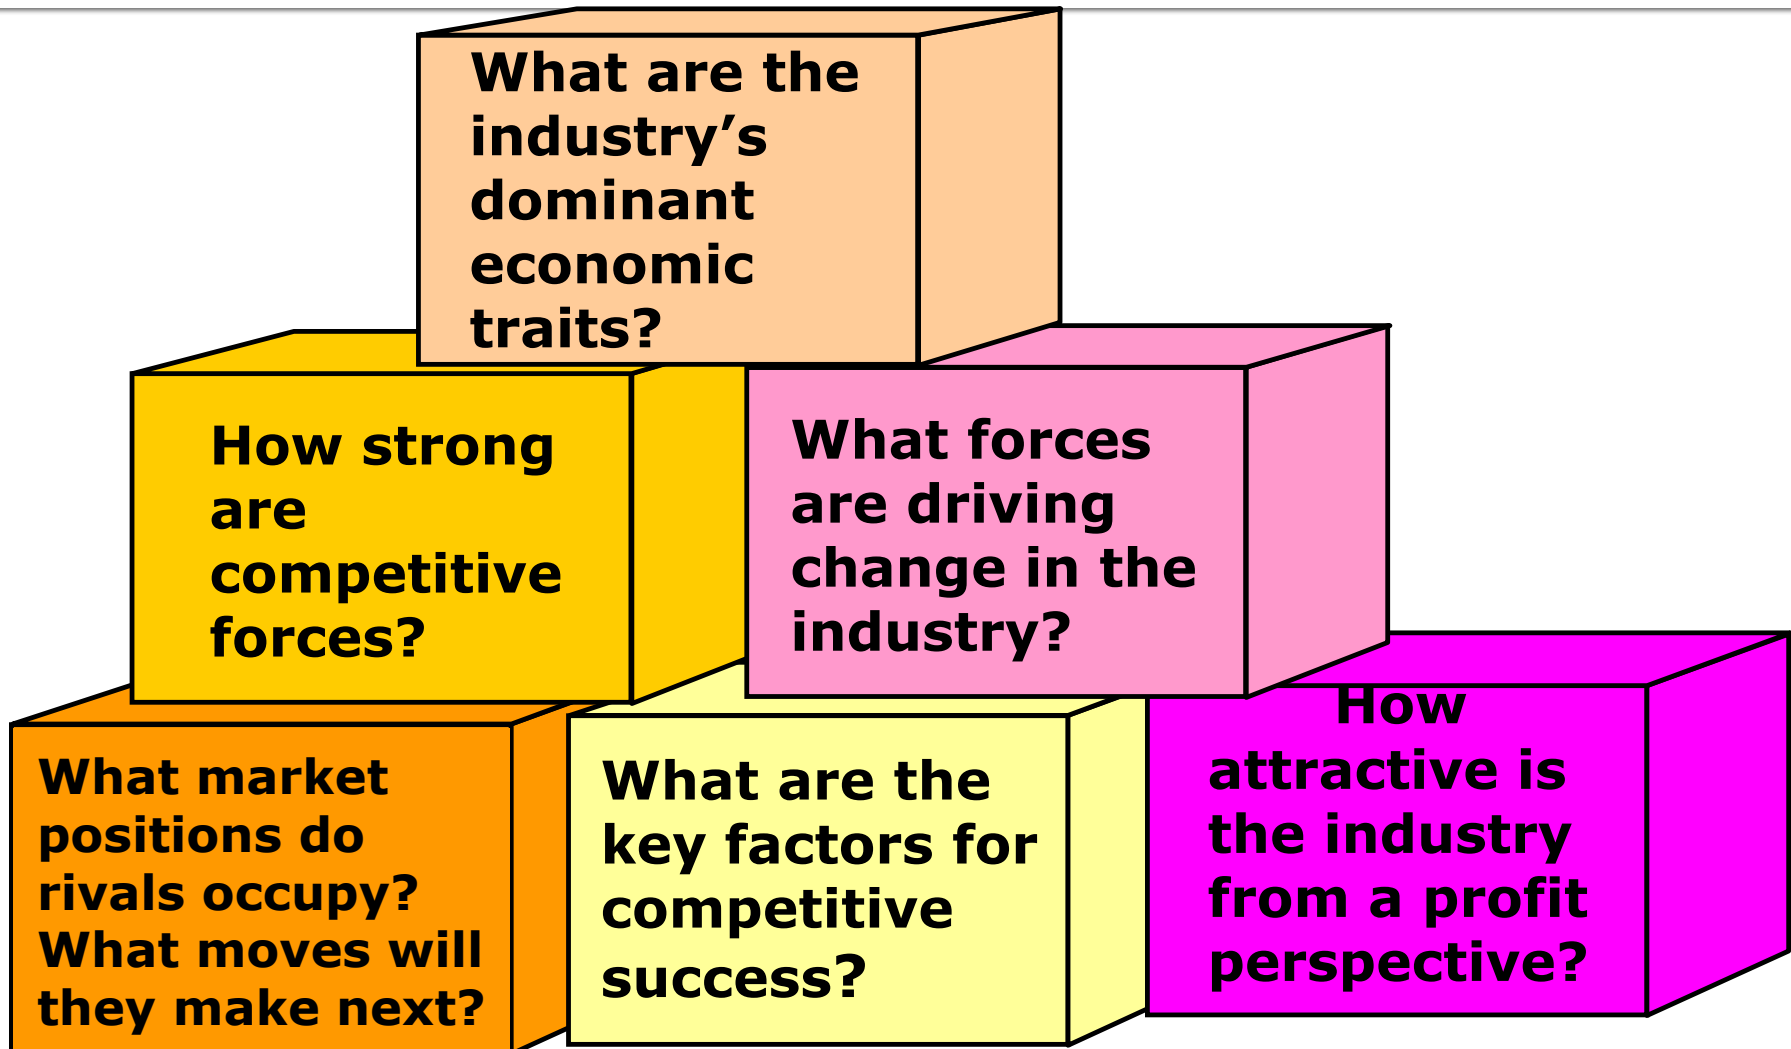 What are the
industry’s
dominant
economic
traits?
How strong
are
competitive
forces?
What forces
are driving
change in the
industry?
What market
positions do
rivals occupy?
What moves will
they make next?
What are the
key factors for
competitive
success?
How
attractive is
the industry
from a profit
perspective?